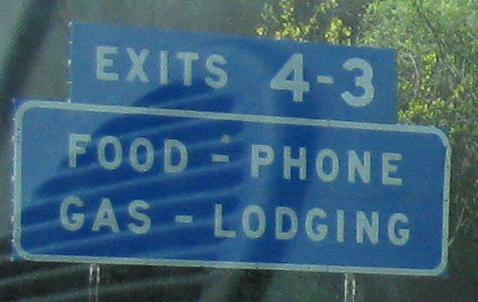 EXITS 4-3
FOOD - PHONE
GAS - LODGING